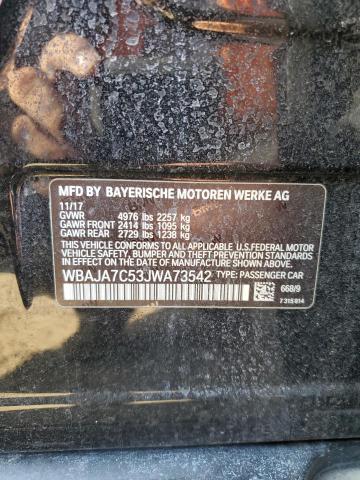 MFD BY BAYERISCHE MOTOREN WERKE AG
11/17
GVWR 4976 lbs 2257 kg
GAWR FRONT 2414 lbs 1095 kg
GAWR REAR 2729 lbs 1238 kg
THIS VEHICLE CONFORMS TO ALL APPLICABLE U.S.FEDERAL MOTOR
VEHICLE SAFETY, BUMPER, AND THEFT PREVENTION STANDARDS IN
EFFECT ON THE DATE OF MANUFACTURE SHOWN ABOVE.
WBAJA7C53JWA73542 TYPE: PASSENGER CAR
668/9
7 315 814